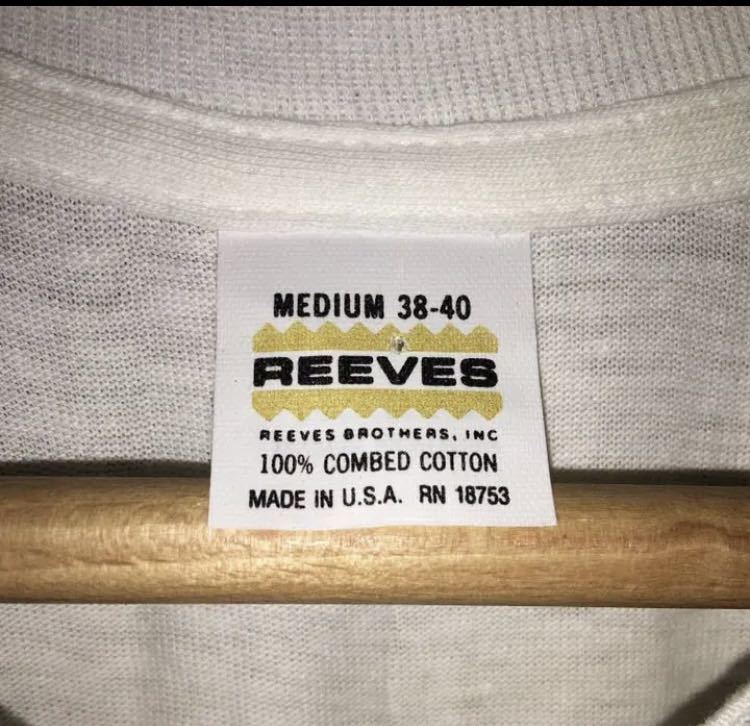 MEDIUM 38-40
REEVES
REEVES BROTHERS, INC
100% COMBED COTTON
MADE IN U.S.A. RN 18753